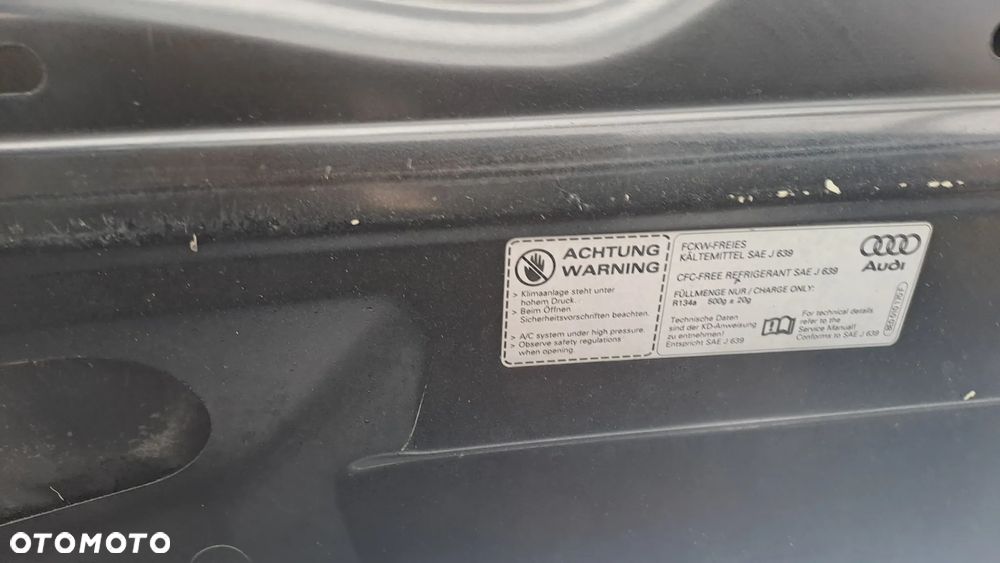 ACHTUNG
WARNING
> Klimaanlage steht unter
hohem Druck.
> Beim Öffnen
Sicherheitsvorschriften beachten.
> A/C system under high pressure.
> Observe safety regulations
when opening.
FCKW-FREIES
KÄLTEMITTEL SAE J 639
CFC-FREE REFRIGERANT SAE J 639
FÜLLMENGE NUR / CHARGE ONLY:
R134a 500g ± 20g
Technische Daten
sind der KD-Anweisung
zu entnehmen!
Entspricht SAE J 639
For technical details
refer to the
Service Manual!
Conforms to SAE J 639
Audi
OTOMOTO